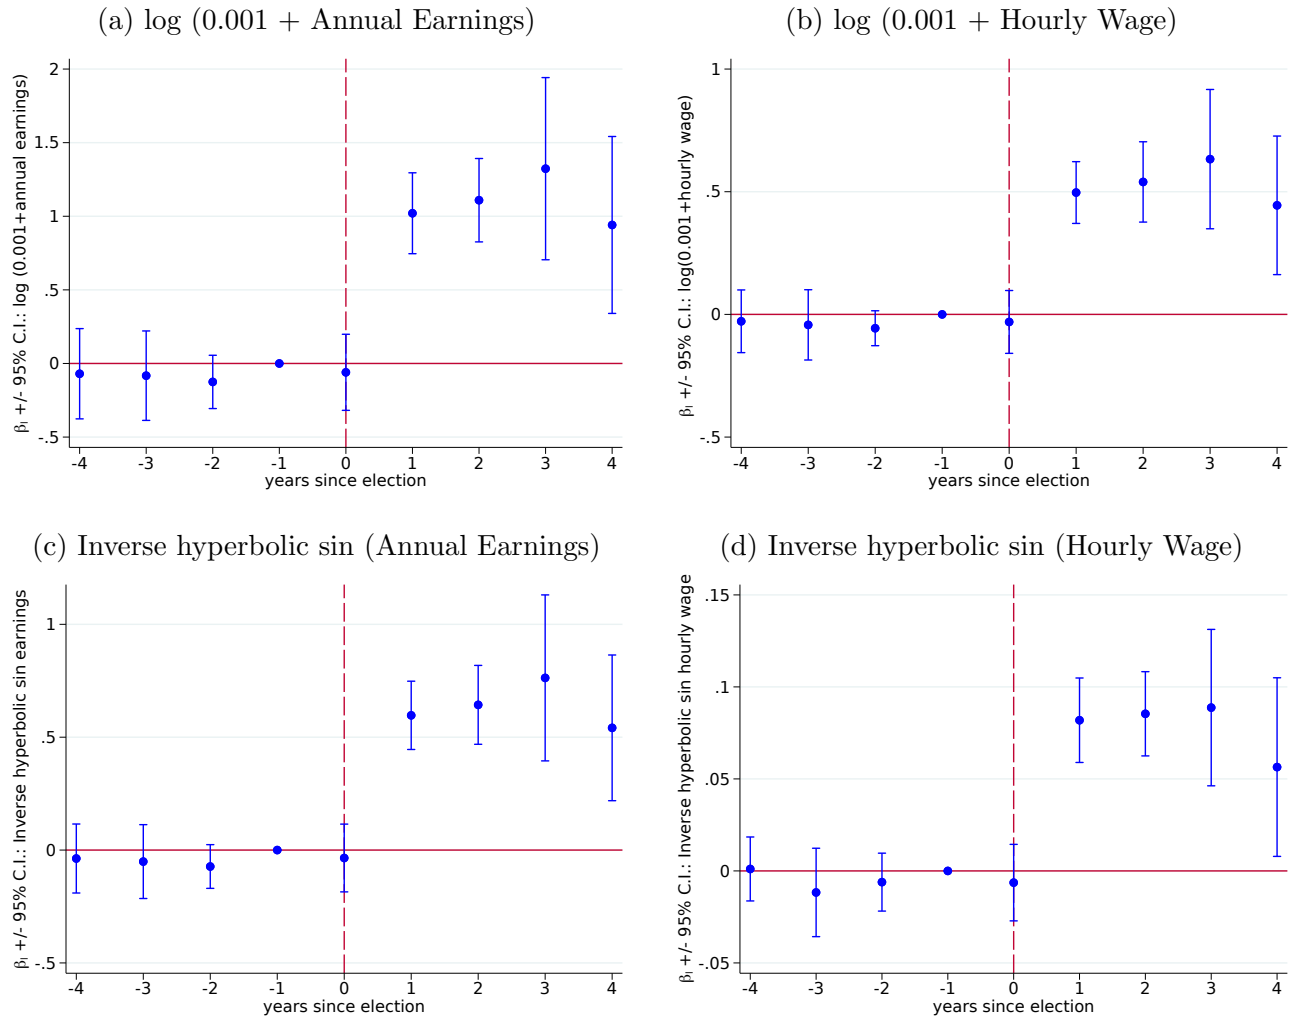 (a) log (0.001 + Annual Earnings)
β_l +/- 95% C.I.: log (0.001+annual earnings)
2
1.5
1
.5
0
-.5
-4 -3 -2 -1 0 1 2 3 4
years since election
(b) log (0.001 + Hourly Wage)
β_l +/- 95% C.I.: log(0.001+hourly wage)
1
.5
0
-.5
-4 -3 -2 -1 0 1 2 3 4
years since election
(c) Inverse hyperbolic sin (Annual Earnings)
β_l +/- 95% C.I.: Inverse hyperbolic sin earnings
1
.5
0
-.5
-4 -3 -2 -1 0 1 2 3 4
years since election
(d) Inverse hyperbolic sin (Hourly Wage)
β_l +/- 95% C.I.: Inverse hyperbolic sin hourly wage
.15
.1
.05
0
-.05
-4 -3 -2 -1 0 1 2 3 4
years since election